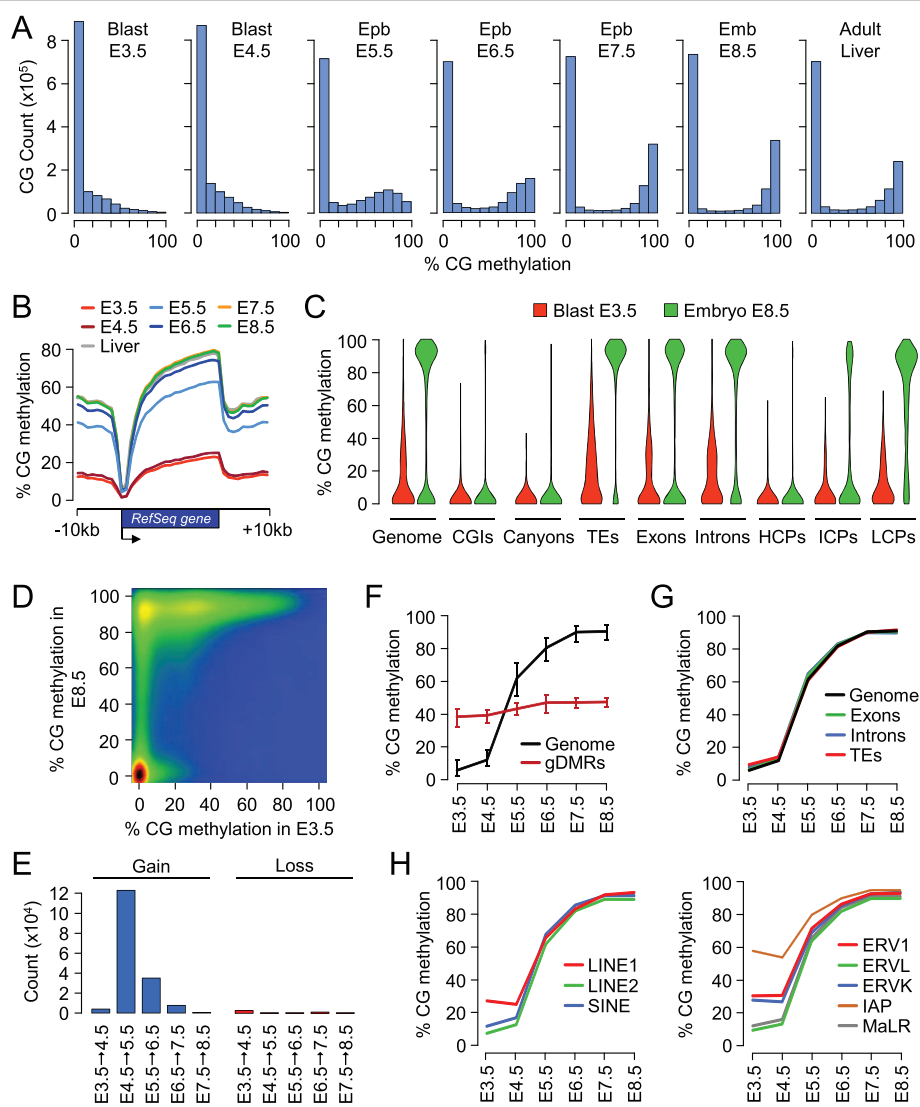 A
Blast E3.5
Blast E4.5
Epb E5.5
Epb E6.5
Epb E7.5
Emb E8.5
Adult Liver
CG Count (x10⁵)
8
6
4
2
0
0 100 0 100 0 100 0 100 0 100 0 100 0 100
% CG methylation
B
E3.5 E5.5 E7.5
E4.5 E6.5 E8.5
Liver
% CG methylation
80
60
40
20
0
RefSeq gene
-10kb +10kb
C
Blast E3.5 Embryo E8.5
% CG methylation
100
80
60
40
20
0
Genome CGIs Canyons TEs Exons Introns HCPs ICPs LCPs
D
% CG methylation in E8.5
100
80
60
40
20
0
0 20 40 60 80 100
% CG methylation in E3.5
F
% CG methylation
100
80
60
40
20
0
Genome
gDMRs
E3.5 E4.5 E5.5 E6.5 E7.5 E8.5
G
% CG methylation
100
80
60
40
20
0
Genome
Exons
Introns
TEs
E3.5 E4.5 E5.5 E6.5 E7.5 E8.5
E
Gain Loss
Count (x10⁴)
12
10
8
6
4
2
0
E3.5→4.5 E4.5→5.5 E5.5→6.5 E6.5→7.5 E7.5→8.5
E3.5→4.5 E4.5→5.5 E5.5→6.5 E6.5→7.5 E7.5→8.5
H
% CG methylation
100
80
60
40
20
0
LINE1
LINE2
SINE
E3.5 E4.5 E5.5 E6.5 E7.5 E8.5
% CG methylation
100
80
60
40
20
0
ERV1
ERVL
ERVK
IAP
MaLR
E3.5 E4.5 E5.5 E6.5 E7.5 E8.5